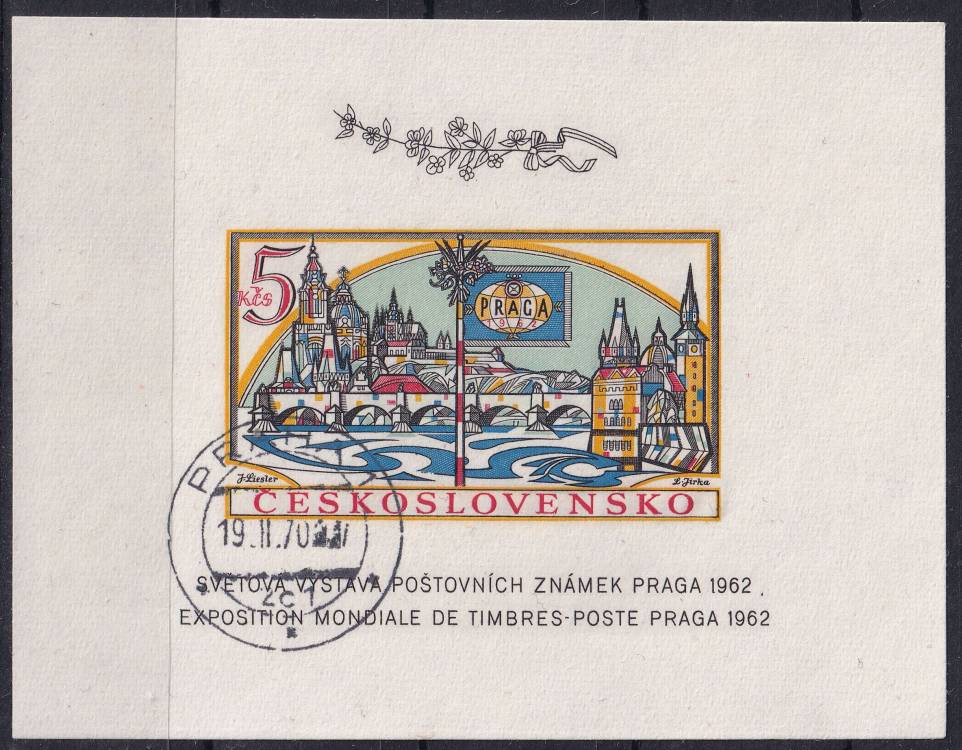 5
Kčs
PRAGA
1962
J. Liesler
J. Jirka
ČESKOSLOVENSKO
19.II.70
SVĚTOVÁ VÝSTAVA POŠTOVNÍCH ZNÁMEK PRAGA 1962
EXPOSITION MONDIALE DE TIMBRES-POSTE PRAGA 1962